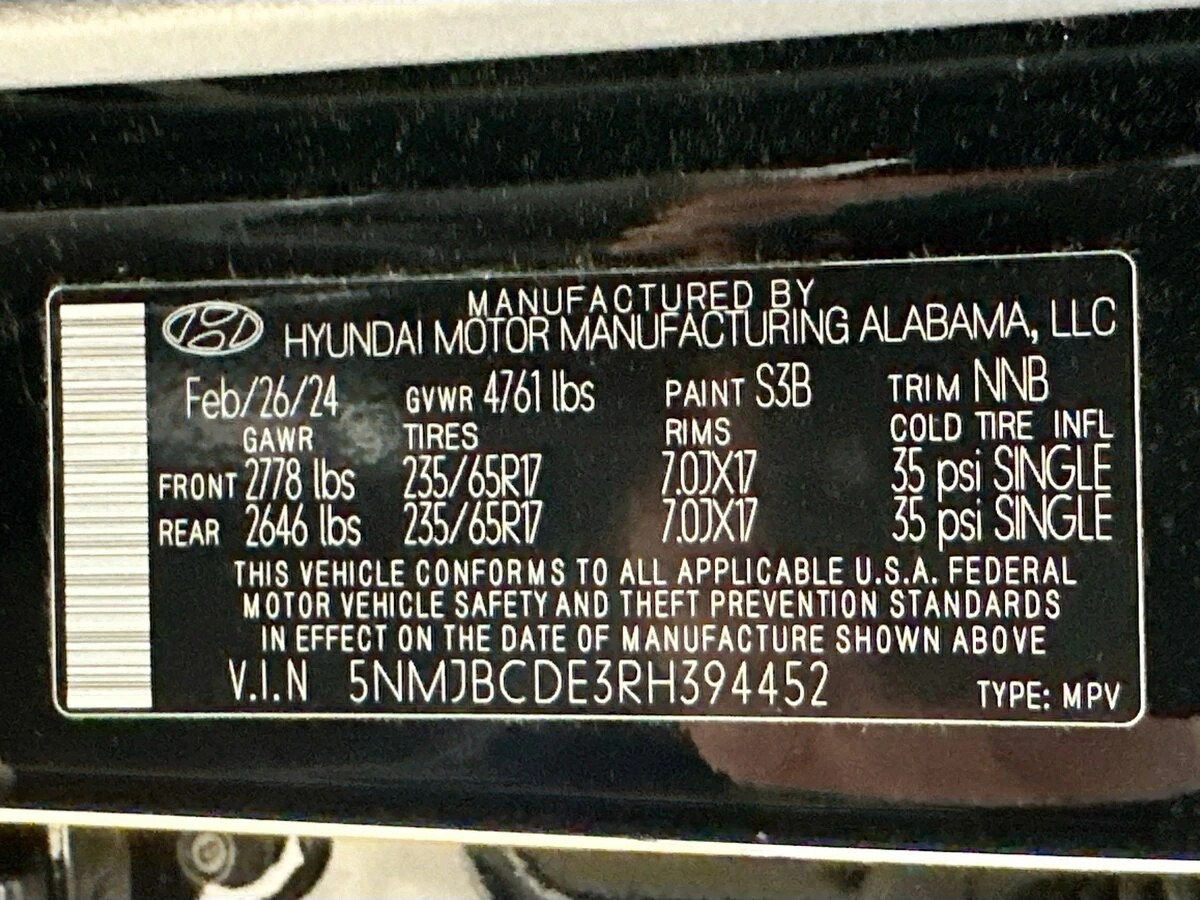 MANUFACTURED BY
HYUNDAI MOTOR MANUFACTURING ALABAMA, LLC
Feb/26/24 GVWR 4761 lbs PAINT S3B TRIM NNB
GAWR TIRES RIMS COLD TIRE INFL
FRONT 2778 lbs 235/65R17 7.0JX17 35 psi SINGLE
REAR 2646 lbs 235/65R17 7.0JX17 35 psi SINGLE
THIS VEHICLE CONFORMS TO ALL APPLICABLE U.S.A. FEDERAL
MOTOR VEHICLE SAFETY AND THEFT PREVENTION STANDARDS
IN EFFECT ON THE DATE OF MANUFACTURE SHOWN ABOVE
V.I.N 5NMJBCDE3RH394452 TYPE: MPV